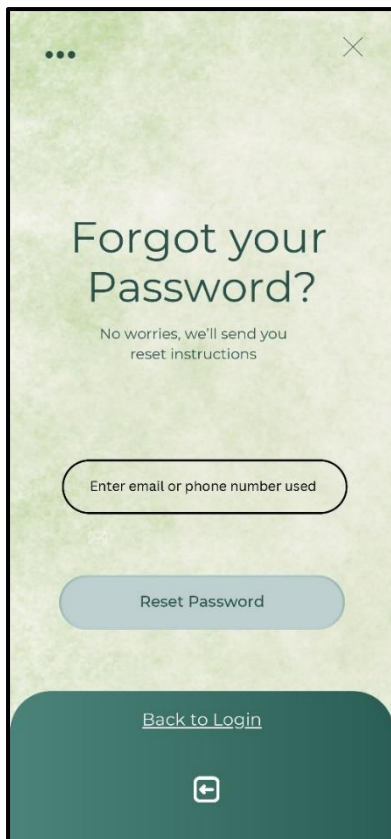 Forgot your
Password?
No worries, we'll send you
reset instructions
Enter email or phone number used
Reset Password
Back to Login